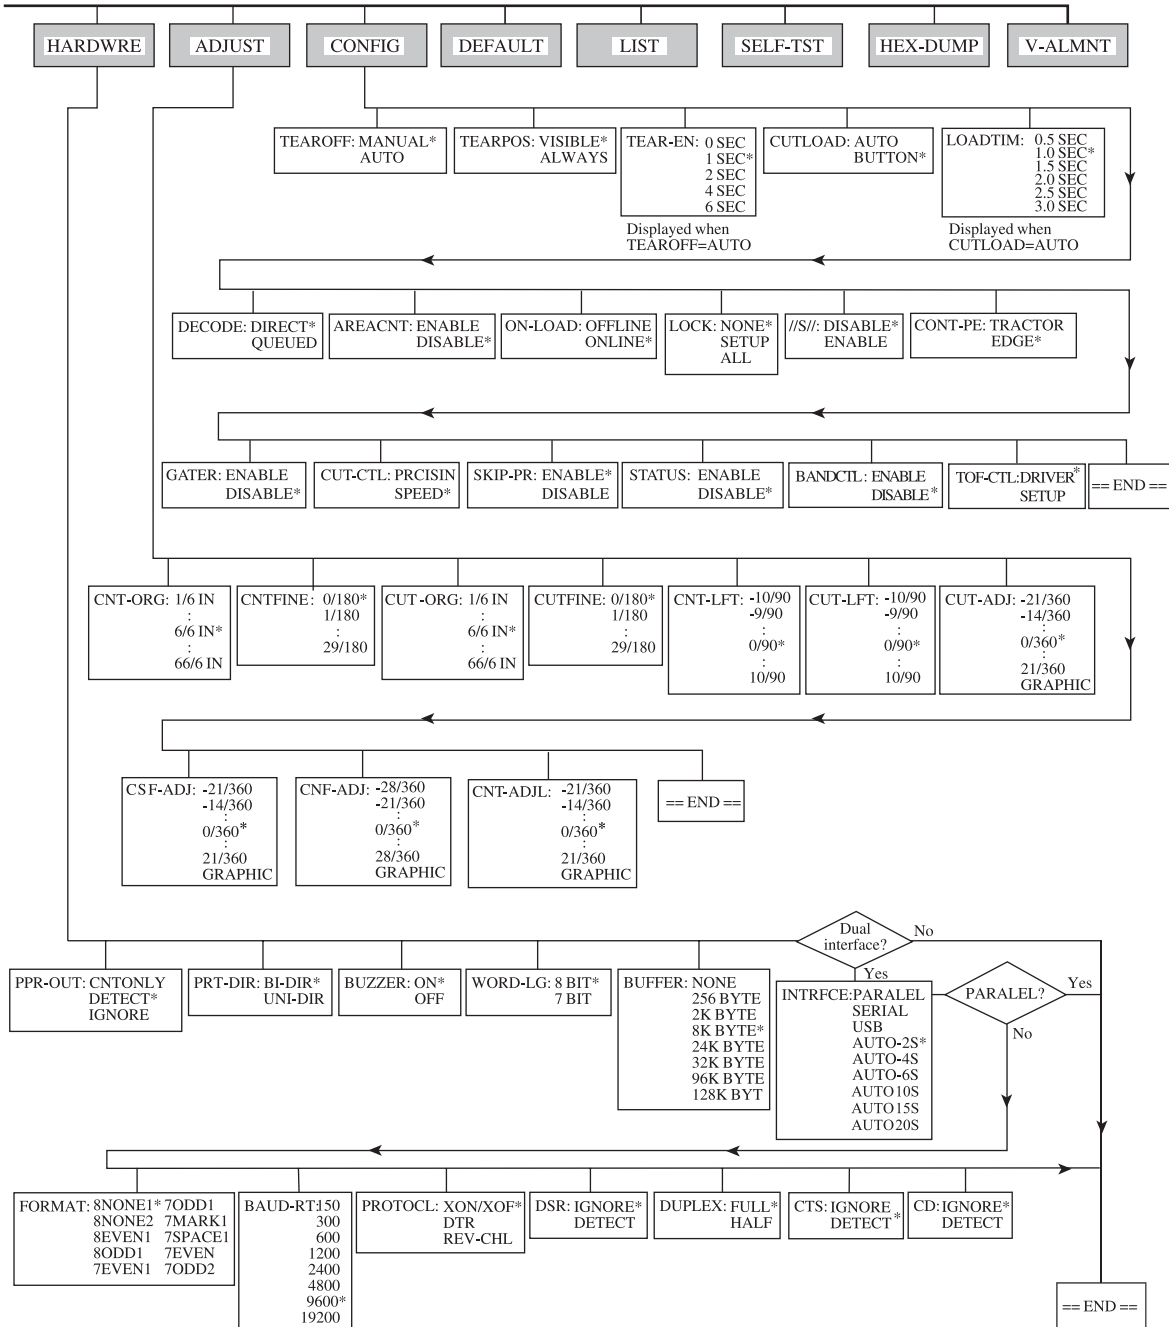 HARDWRE ADJUST CONFIG DEFAULT LIST SELF-TST HEX-DUMP V-ALMNT
TEAROFF: MANUAL*
AUTO
TEARPOS: VISIBLE*
ALWAYS
TEAR-EN: 0 SEC
1 SEC*
2 SEC
4 SEC
6 SEC
Displayed when
TEAROFF=AUTO
CUTLOAD: AUTO
BUTTON*
LOADTIM: 0.5 SEC
1.0 SEC*
1.5 SEC
2.0 SEC
2.5 SEC
3.0 SEC
Displayed when
CUTLOAD=AUTO
DECODE: DIRECT*
QUEUED
AREACNT: ENABLE
DISABLE*
ON-LOAD: OFFLINE
ONLINE*
LOCK: NONE*
SETUP
ALL
//S//: DISABLE*
ENABLE
CONT-PE: TRACTOR
EDGE*
GATER: ENABLE
DISABLE*
CUT-CTL: PRCISIN
SPEED*
SKIP-PR: ENABLE*
DISABLE
STATUS: ENABLE
DISABLE*
BANDCTL: ENABLE
DISABLE*
TOF-CTL:DRIVER*
SETUP
== END ==
CNT-ORG: 1/6 IN
:
6/6 IN*
:
66/6 IN
CNTFINE: 0/180*
1/180
:
29/180
CUT-ORG: 1/6 IN
:
6/6 IN*
:
66/6 IN
CUTFINE: 0/180*
1/180
:
29/180
CNT-LFT: -10/90
-9/90
:
0/90*
:
10/90
CUT-LFT: -10/90
-9/90
:
0/90*
:
10/90
CUT-ADJ: -21/360
-14/360
:
0/360*
:
21/360
GRAPHIC
CSF-ADJ: -21/360
-14/360
:
0/360*
:
21/360
GRAPHIC
CNF-ADJ: -28/360
-21/360
:
0/360*
:
28/360
GRAPHIC
CNT-ADJL: -21/360
-14/360
:
0/360*
:
21/360
GRAPHIC
== END ==
Dual
interface?
No
Yes
PPR-OUT: CNTONLY
DETECT*
IGNORE
PRT-DIR: BI-DIR*
UNI-DIR
BUZZER: ON*
OFF
WORD-LG: 8 BIT*
7 BIT
BUFFER: NONE
256 BYTE
2K BYTE
8K BYTE*
24K BYTE
32K BYTE
96K BYTE
128K BYT
INTRFCE:PARALEL
SERIAL
USB
AUTO-2S*
AUTO-4S
AUTO-6S
AUTO10S
AUTO15S
AUTO20S
PARALEL?
Yes
No
FORMAT: 8NONE1* 7ODD1
8NONE2 7MARK1
8EVEN1 7SPACE1
8ODD1 7EVEN
7EVEN1 7ODD2
BAUD-RT:150
300
600
1200
2400
4800
9600*
19200
PROTOCL: XON/XOF*
DTR
REV-CHL
DSR: IGNORE*
DETECT
DUPLEX: FULL*
HALF
CTS: IGNORE
DETECT*
CD: IGNORE*
DETECT
== END ==